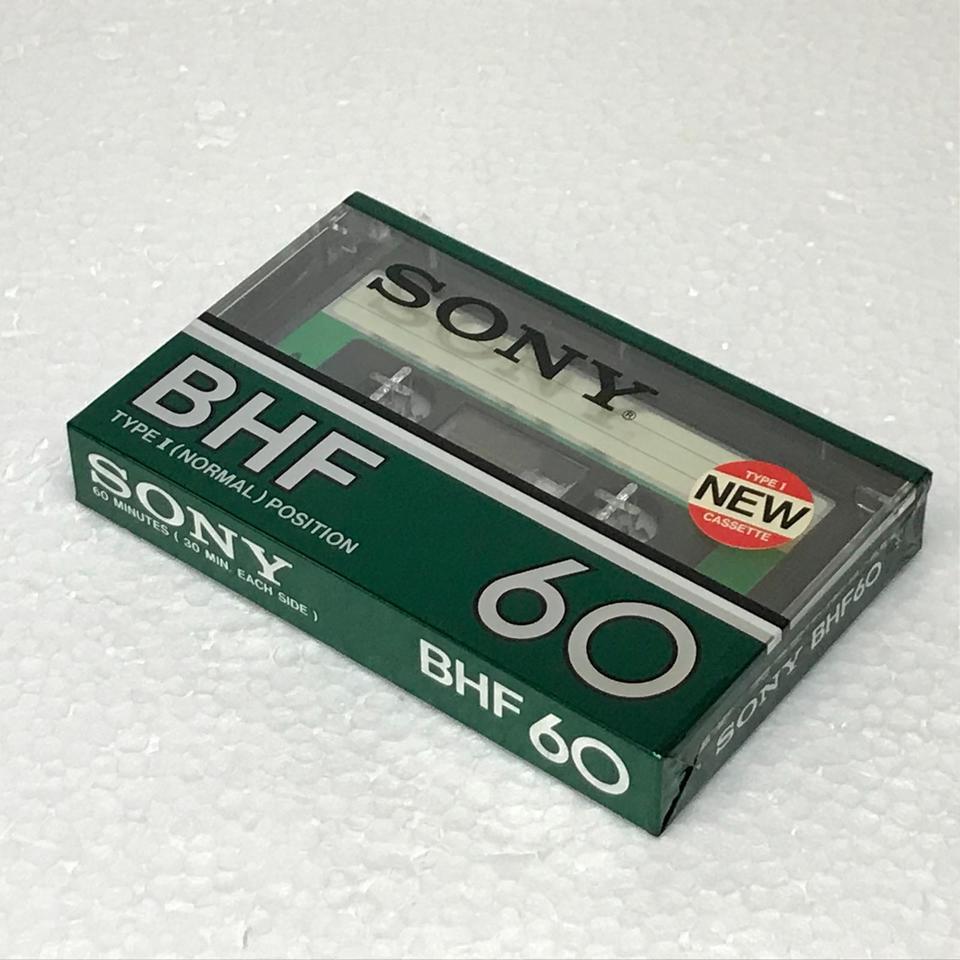 SONY®
TYPE I
NEW
CASSETTE
BHF
TYPE I (NORMAL) POSITION
60
SONY
60 MINUTES ( 30 MIN. EACH SIDE )
BHF 60
SONY BHF60